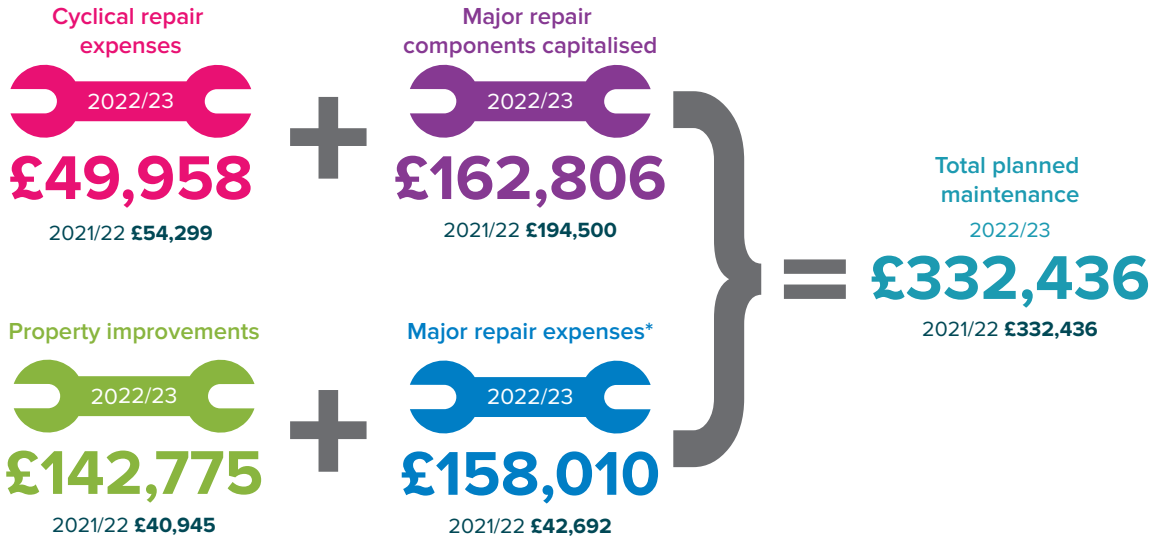 Cyclical repair
expenses
2022/23
£49,958
2021/22 £54,299
+
Major repair
components capitalised
2022/23
£162,806
2021/22 £194,500
Property improvements
2022/23
£142,775
2021/22 £40,945
+
Major repair expenses*
2022/23
£158,010
2021/22 £42,692
}
=
Total planned
maintenance
2022/23
£332,436
2021/22 £332,436